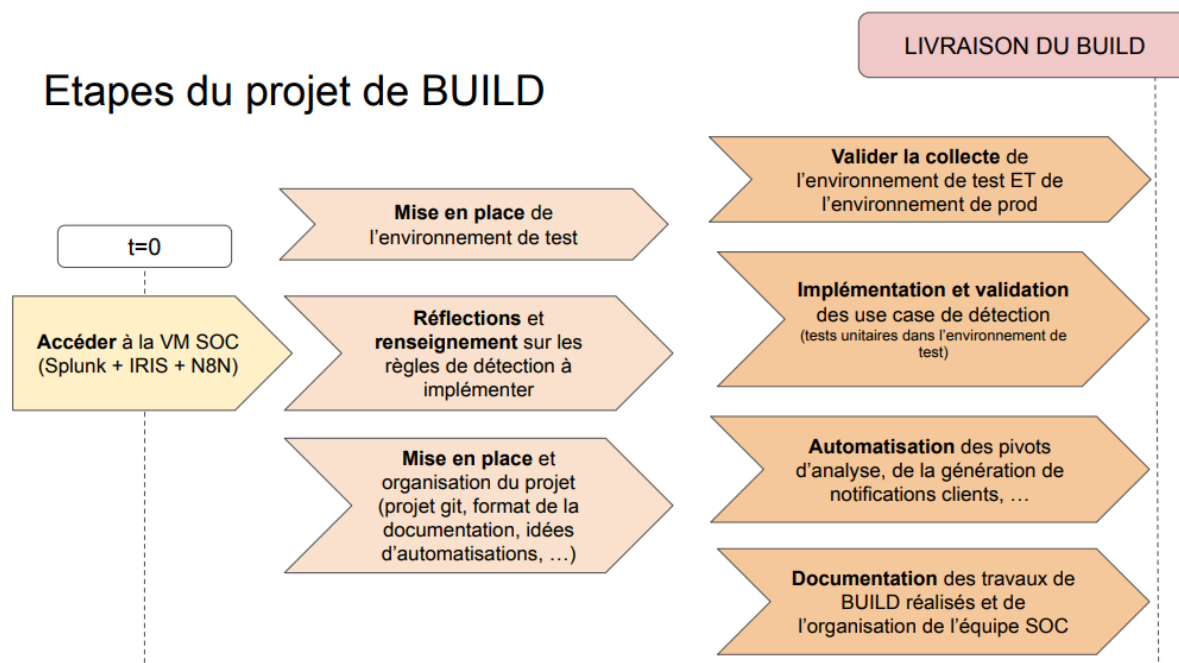 LIVRAISON DU BUILD
Etapes du projet de BUILD
t=0
Accéder à la VM SOC
(Splunk + IRIS + N8N)
Mise en place de
l'environnement de test
Réflections et
renseignement sur les
règles de détection à
implémenter
Mise en place et
organisation du projet
(projet git, format de la
documentation, idées
d'automatisations, …)
Valider la collecte de
l'environnement de test ET de
l'environnement de prod
Implémentation et validation
des use case de détection
(tests unitaires dans l'environnement de
test)
Automatisation des pivots
d'analyse, de la génération de
notifications clients, …
Documentation des travaux de
BUILD réalisés et de
l'organisation de l'équipe SOC